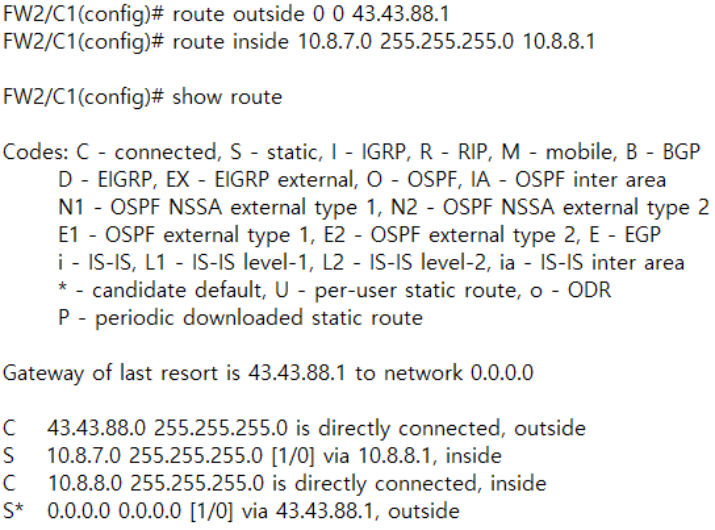 FW2/C1(config)# route outside 0 0 43.43.88.1
FW2/C1(config)# route inside 10.8.7.0 255.255.255.0 10.8.8.1
FW2/C1(config)# show route
Codes: C - connected, S - static, I - IGRP, R - RIP, M - mobile, B - BGP
D - EIGRP, EX - EIGRP external, O - OSPF, IA - OSPF inter area
N1 - OSPF NSSA external type 1, N2 - OSPF NSSA external type 2
E1 - OSPF external type 1, E2 - OSPF external type 2, E - EGP
i - IS-IS, L1 - IS-IS level-1, L2 - IS-IS level-2, ia - IS-IS inter area
* - candidate default, U - per-user static route, o - ODR
P - periodic downloaded static route
Gateway of last resort is 43.43.88.1 to network 0.0.0.0
C 43.43.88.0 255.255.255.0 is directly connected, outside
S 10.8.7.0 255.255.255.0 [1/0] via 10.8.8.1, inside
C 10.8.8.0 255.255.255.0 is directly connected, inside
S* 0.0.0.0 0.0.0.0 [1/0] via 43.43.88.1, outside